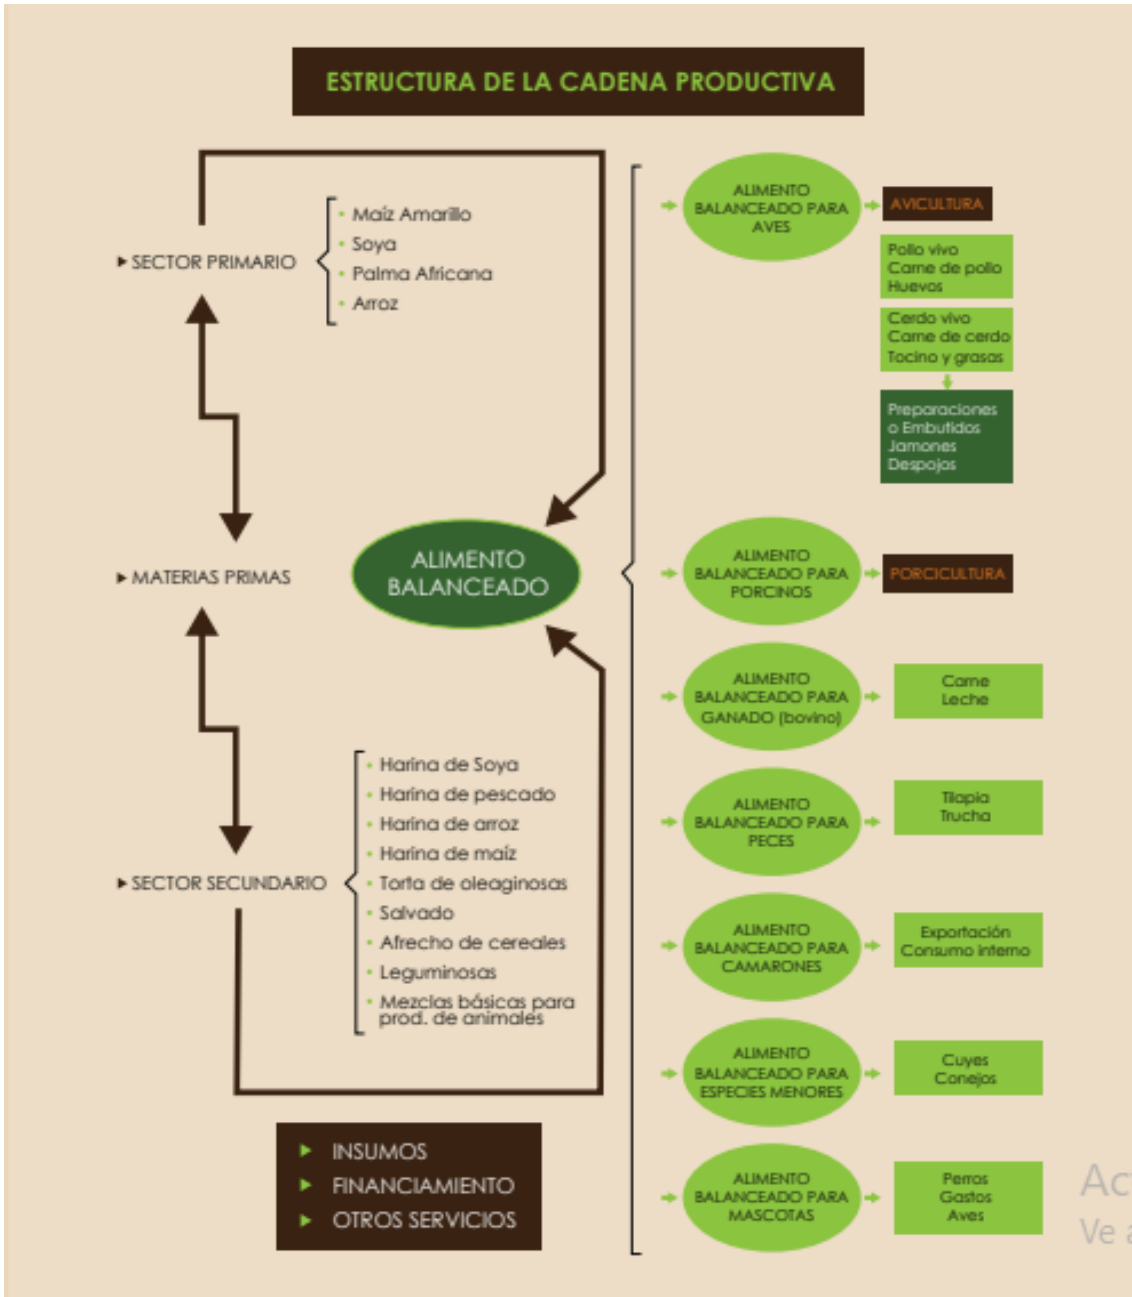 ESTRUCTURA DE LA CADENA PRODUCTIVA
SECTOR PRIMARIO
Maíz Amarillo
Soya
Palma Africana
Arroz
MATERIAS PRIMAS
SECTOR SECUNDARIO
Harina de Soya
Harina de pescado
Harina de arroz
Harina de maíz
Torta de oleaginosas
Salvado
Afrecho de cereales
Leguminosas
Mezclas básicas para
prod. de animales
ALIMENTO
BALANCEADO
INSUMOS
FINANCIAMIENTO
OTROS SERVICIOS
ALIMENTO
BALANCEADO PARA
AVES
AVICULTURA
Pollo vivo
Carne de pollo
Huevos
Cerdo vivo
Carne de cerdo
Tocino y grasas
Preparaciones
o Embutidos
Jamones
Despojos
ALIMENTO
BALANCEADO PARA
PORCINOS
PORCICULTURA
ALIMENTO
BALANCEADO PARA
GANADO (bovino)
Carne
Leche
ALIMENTO
BALANCEADO PARA
PECES
Tilapia
Trucha
ALIMENTO
BALANCEADO PARA
CAMARONES
Exportación
Consumo interno
ALIMENTO
BALANCEADO PARA
ESPECIES MENORES
Cuyes
Conejos
ALIMENTO
BALANCEADO PARA
MASCOTAS
Perros
Gastos
Aves
Ac
Ve a